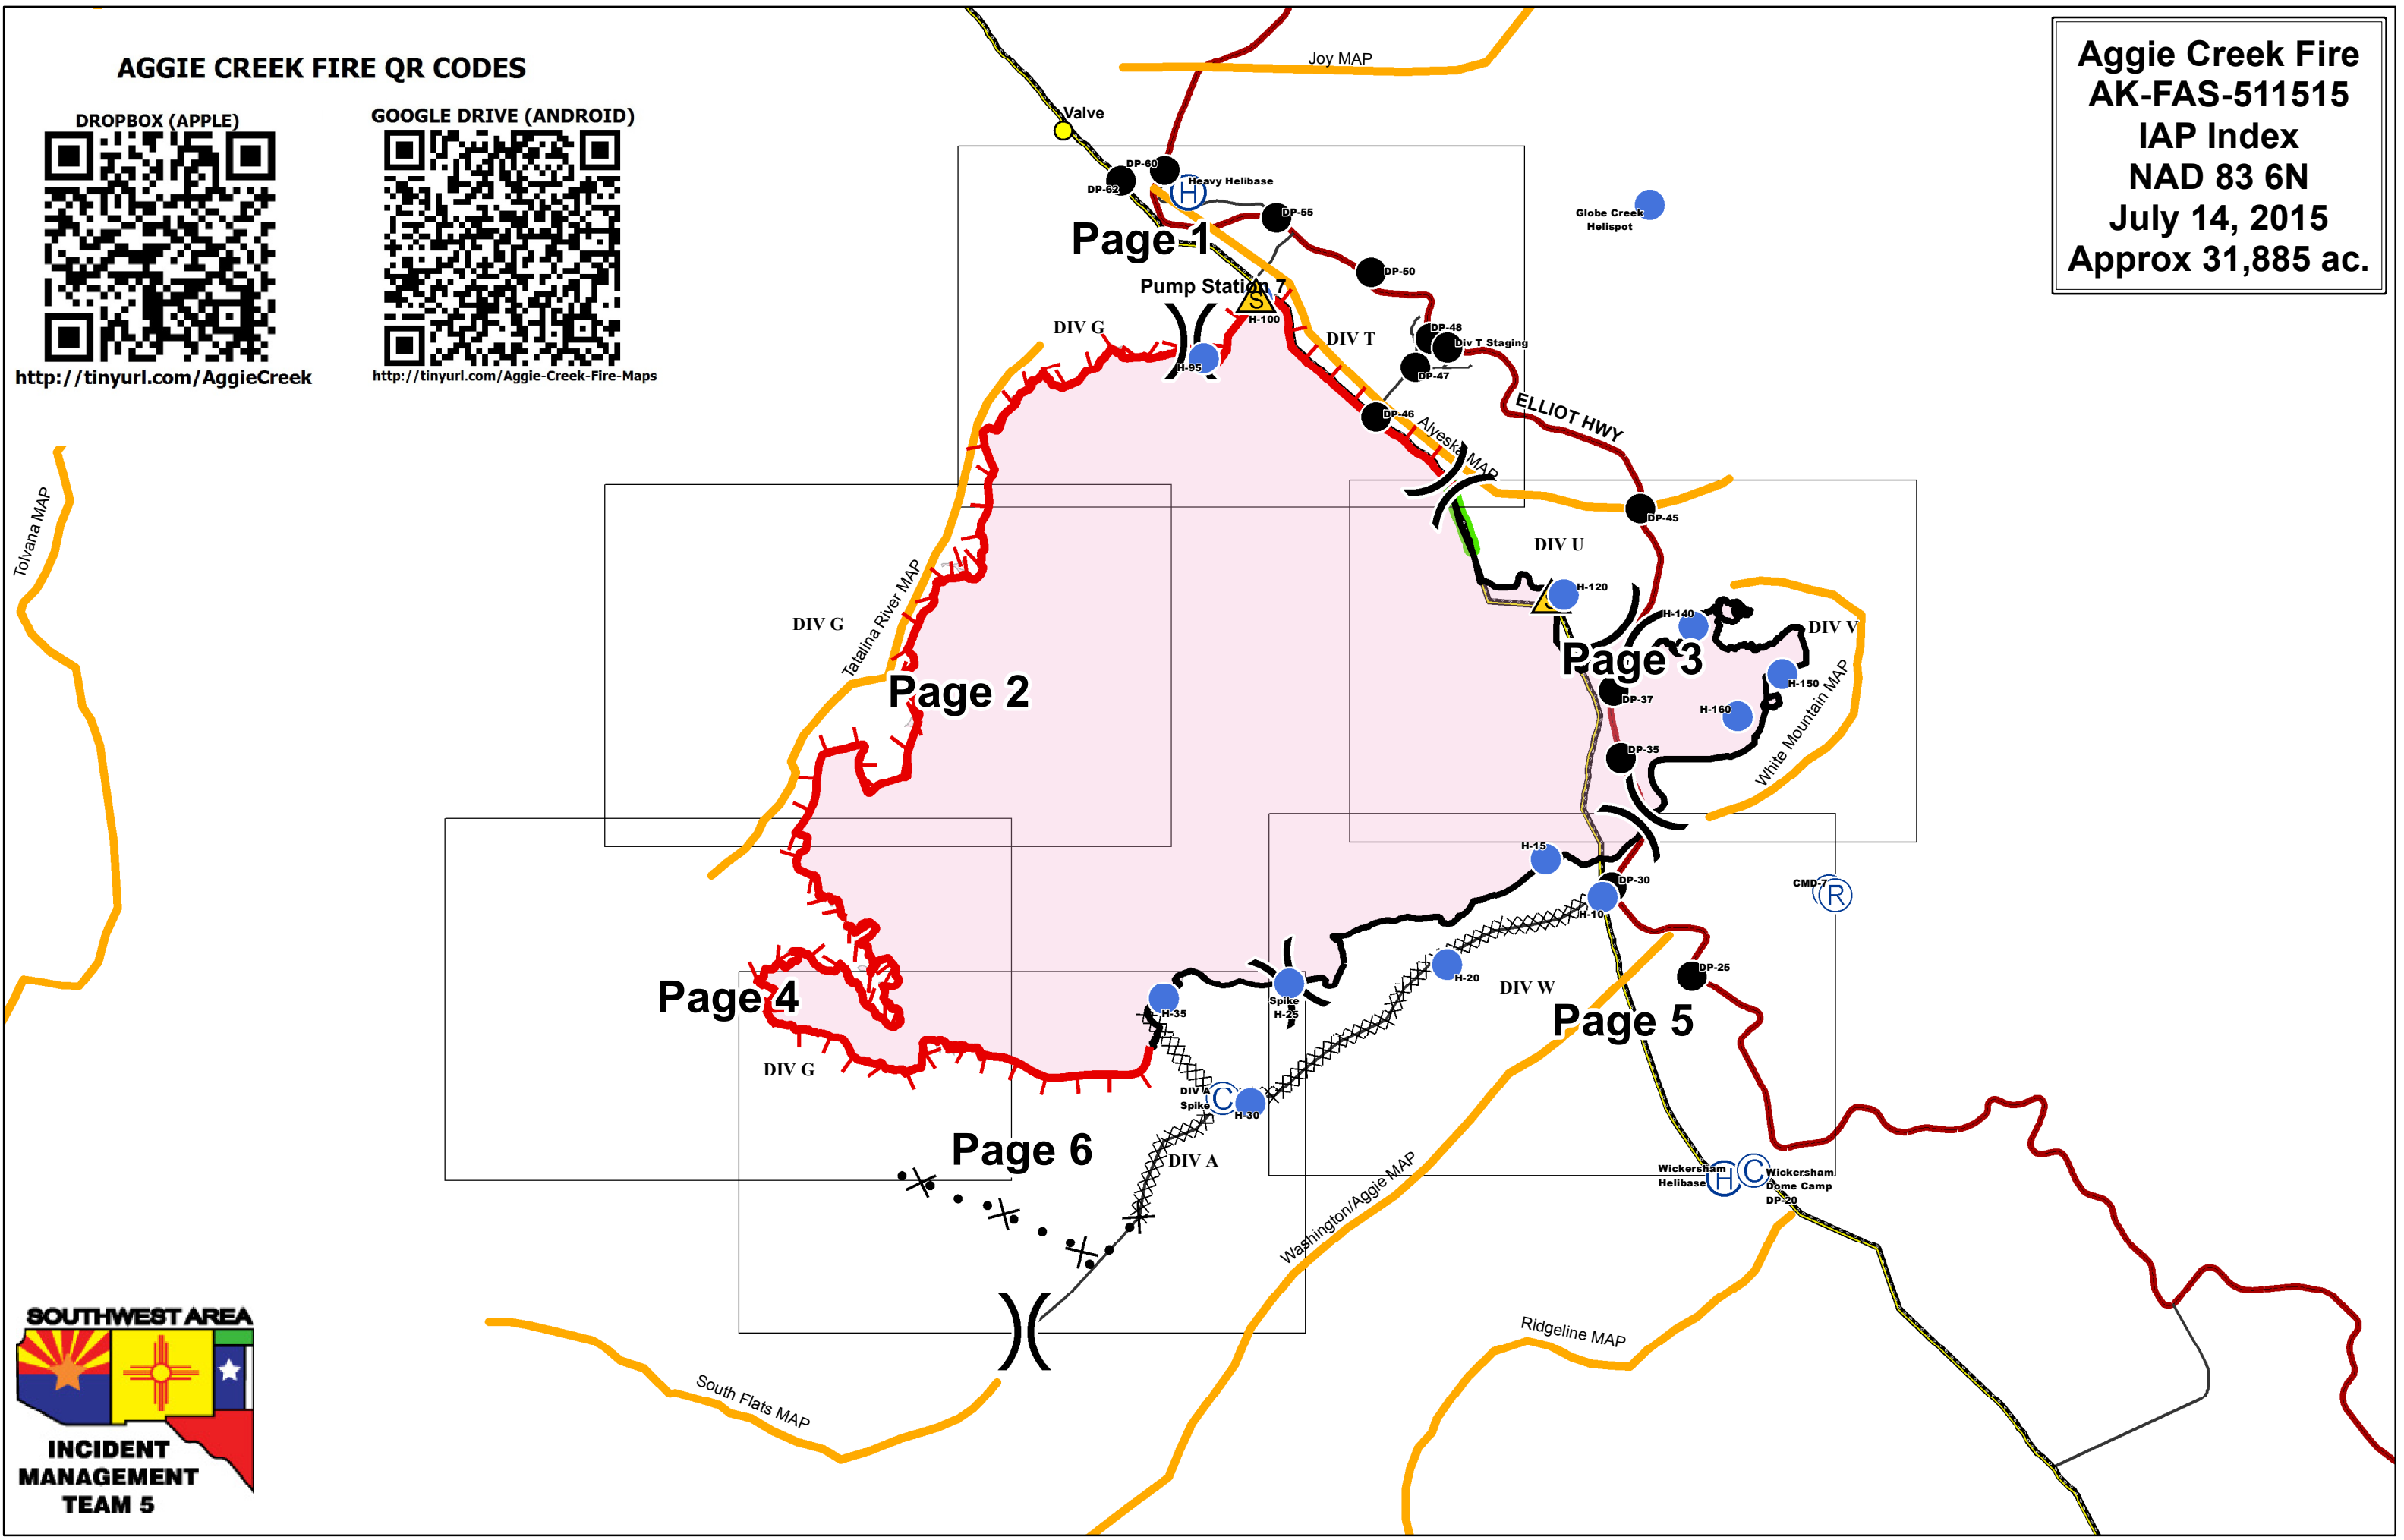 AGGIE CREEK FIRE QR CODES
DROPBOX (APPLE)
GOOGLE DRIVE (ANDROID)
http://tinyurl.com/AggieCreek
http://tinyurl.com/Aggie-Creek-Fire-Maps
Aggie Creek Fire
AK-FAS-511515
IAP Index
NAD 83 6N
July 14, 2015
Approx 31,885 ac.
Joy MAP
Valve
DP-60
DP-62
H
Heavy Helibase
DP-55
Globe Creek
Helispot
Page 1
DP-50
Pump Station 7
S
H-100
DIV G
DIV T
DP-48
Div T Staging
H-95
DP-47
ELLIOT HWY
DP-46
Alyeska MAP
Tolvana MAP
DP-45
DIV U
H-120
DIV G
Tatalina River MAP
H-140
DIV V
Page 3
Page 2
H-150
DP-37
H-160
White Mountain MAP
DP-35
H-15
DP-30
CMD-7
R
H-10
DP-25
H-20
DIV W
Page 4
Spike
H-25
H-35
Page 5
DIV G
DIV A
Spike
C
H-30
Page 6
DIV A
Washington/Aggie MAP
Wickersham
Helibase
H
C
Wickersham
Dome Camp
DP-20
Ridgeline MAP
South Flats MAP
SOUTHWEST AREA
INCIDENT
MANAGEMENT
TEAM 5